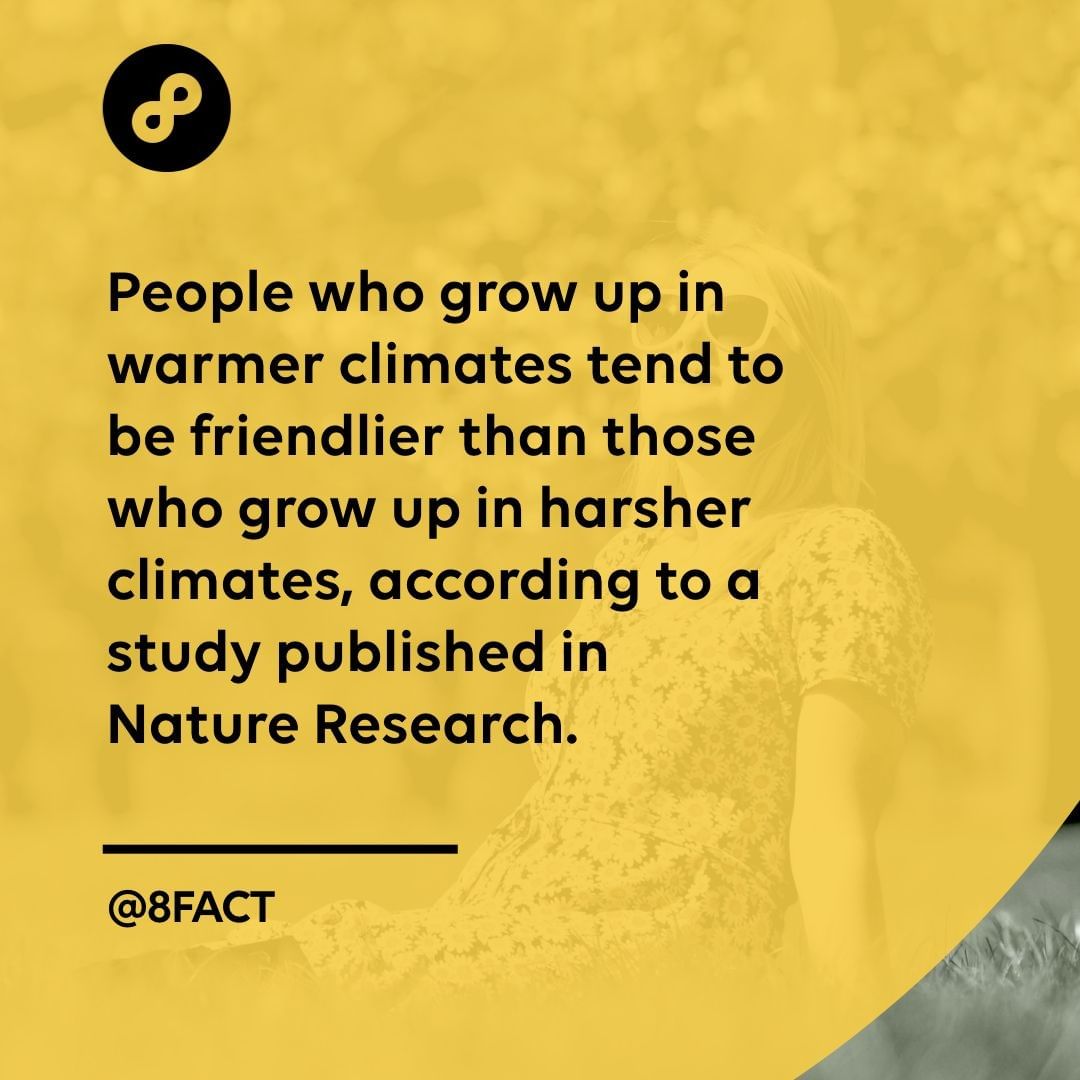 People who grow up in
warmer climates tend to
be friendlier than those
who grow up in harsher
climates, according to a
study published in
Nature Research.
@8FACT